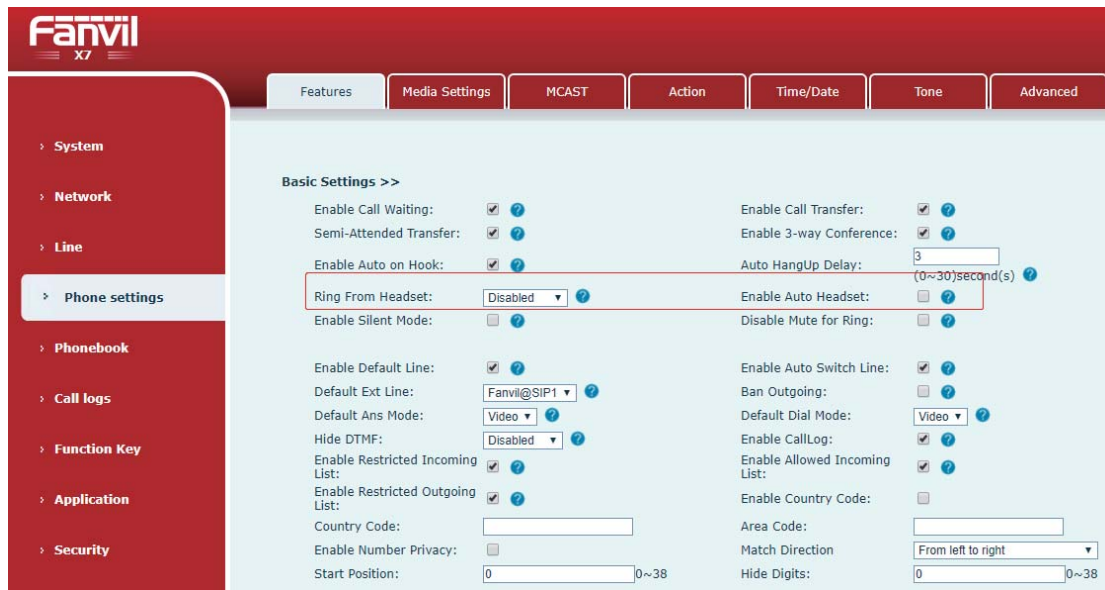 Fanvil
X7
Features Media Settings MCAST Action Time/Date Tone Advanced
› System
› Network
› Line
› Phone settings
› Phonebook
› Call logs
› Function Key
› Application
› Security
Basic Settings >>
Enable Call Waiting: Enable Call Transfer:
Semi-Attended Transfer: Enable 3-way Conference:
Enable Auto on Hook: Auto HangUp Delay: 3
(0~30)second(s)
Ring From Headset: Disabled Enable Auto Headset:
Enable Silent Mode: Disable Mute for Ring:
Enable Default Line: Enable Auto Switch Line:
Default Ext Line: Fanvil@SIP1 Ban Outgoing:
Default Ans Mode: Video Default Dial Mode: Video
Hide DTMF: Disabled Enable CallLog:
Enable Restricted Incoming List: Enable Allowed Incoming List:
Enable Restricted Outgoing List: Enable Country Code:
Country Code: Area Code:
Enable Number Privacy: Match Direction From left to right
Start Position: 0 0~38 Hide Digits: 0 0~38